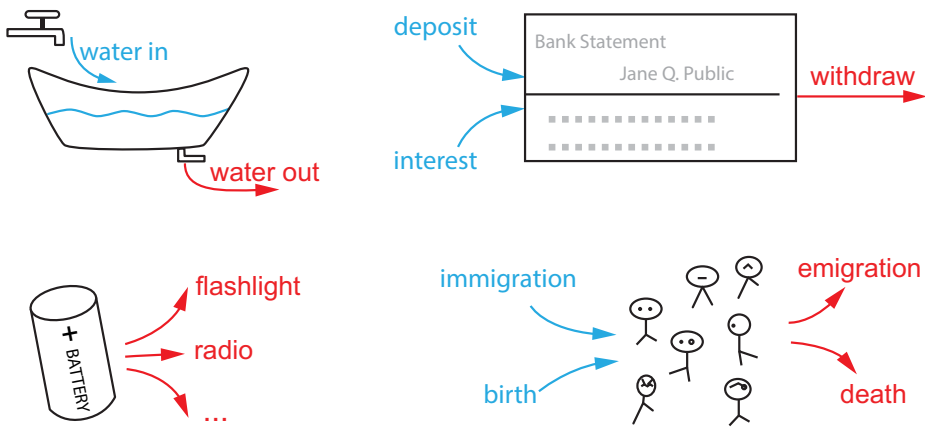 water in
water out
deposit
interest
Bank Statement
Jane Q. Public
withdraw
+ BATTERY
flashlight
radio
...
immigration
birth
emigration
death